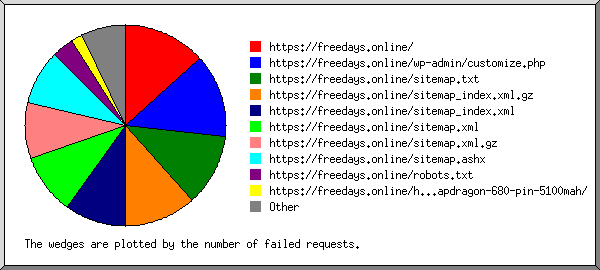 https://freedays.online/
https://freedays.online/wp-admin/customize.php
https://freedays.online/sitemap.txt
https://freedays.online/sitemap_index.xml.gz
https://freedays.online/sitemap_index.xml
https://freedays.online/sitemap.xml
https://freedays.online/sitemap.xml.gz
https://freedays.online/sitemap.ashx
https://freedays.online/robots.txt
https://freedays.online/h...apdragon-680-pin-5100mah/
Other
The wedges are plotted by the number of failed requests.